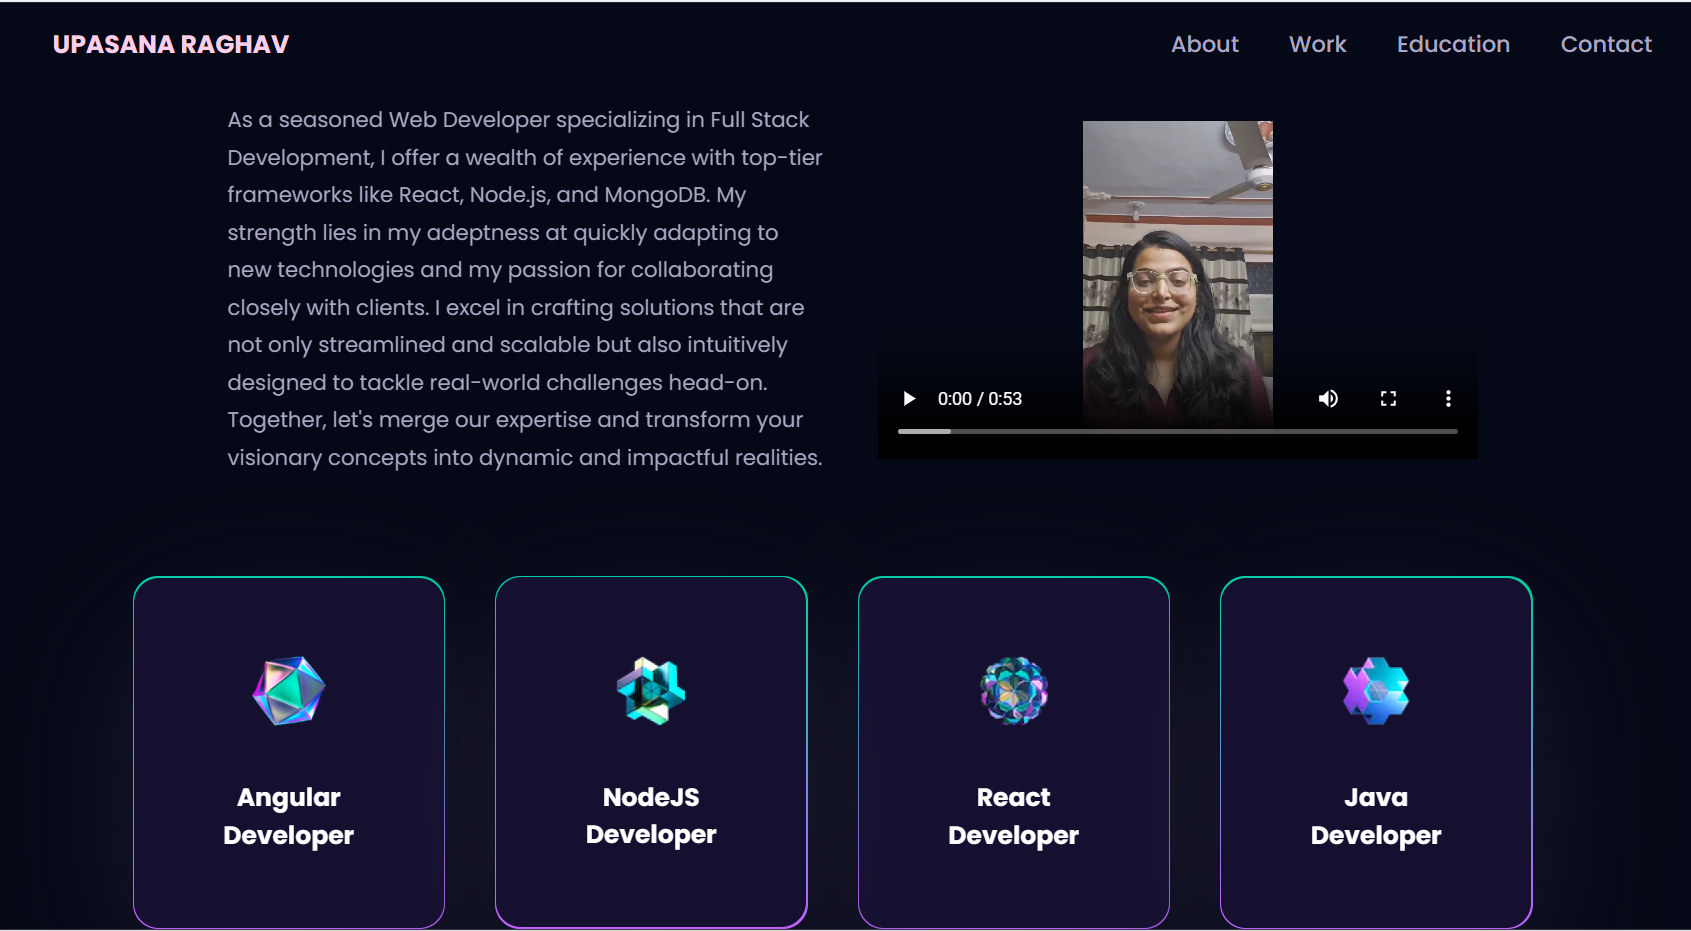 UPASANA RAGHAV
About
Work
Education
Contact
As a seasoned Web Developer specializing in Full Stack
Development, I offer a wealth of experience with top-tier
frameworks like React, Node.js, and MongoDB. My
strength lies in my adeptness at quickly adapting to
new technologies and my passion for collaborating
closely with clients. I excel in crafting solutions that are
not only streamlined and scalable but also intuitively
designed to tackle real-world challenges head-on.
Together, let's merge our expertise and transform your
visionary concepts into dynamic and impactful realities.
0:00 / 0:53
Angular
Developer
NodeJS
Developer
React
Developer
Java
Developer